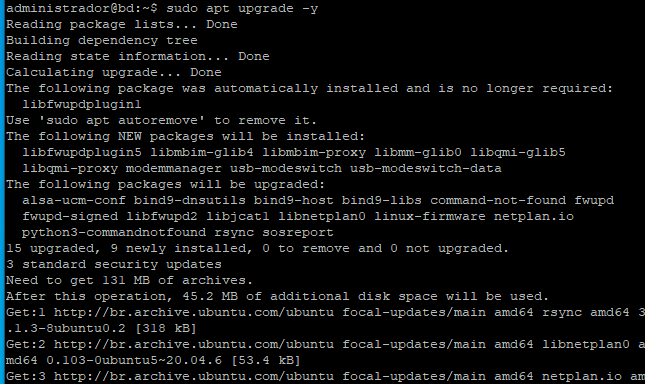 administrador@bd:~$ sudo apt upgrade -y
Reading package lists... Done
Building dependency tree
Reading state information... Done
Calculating upgrade... Done
The following package was automatically installed and is no longer required:
  libfwupdplugin1
Use 'sudo apt autoremove' to remove it.
The following NEW packages will be installed:
  libfwupdplugin5 libmbim-glib4 libmbim-proxy libmm-glib0 libqmi-glib5
  libqmi-proxy modemmanager usb-modeswitch usb-modeswitch-data
The following packages will be upgraded:
  alsa-ucm-conf bind9-dnsutils bind9-host bind9-libs command-not-found fwupd
  fwupd-signed libfwupd2 libjcat1 libnetplan0 linux-firmware netplan.io
  python3-commandnotfound rsync sosreport
15 upgraded, 9 newly installed, 0 to remove and 0 not upgraded.
3 standard security updates
Need to get 131 MB of archives.
After this operation, 45.2 MB of additional disk space will be used.
Get:1 http://br.archive.ubuntu.com/ubuntu focal-updates/main amd64 rsync amd64 3
.1.3-8ubuntu0.2 [318 kB]
Get:2 http://br.archive.ubuntu.com/ubuntu focal-updates/main amd64 libnetplan0 a
md64 0.103-0ubuntu5~20.04.6 [53.4 kB]
Get:3 http://br.archive.ubuntu.com/ubuntu focal-updates/main amd64 netplan.io am